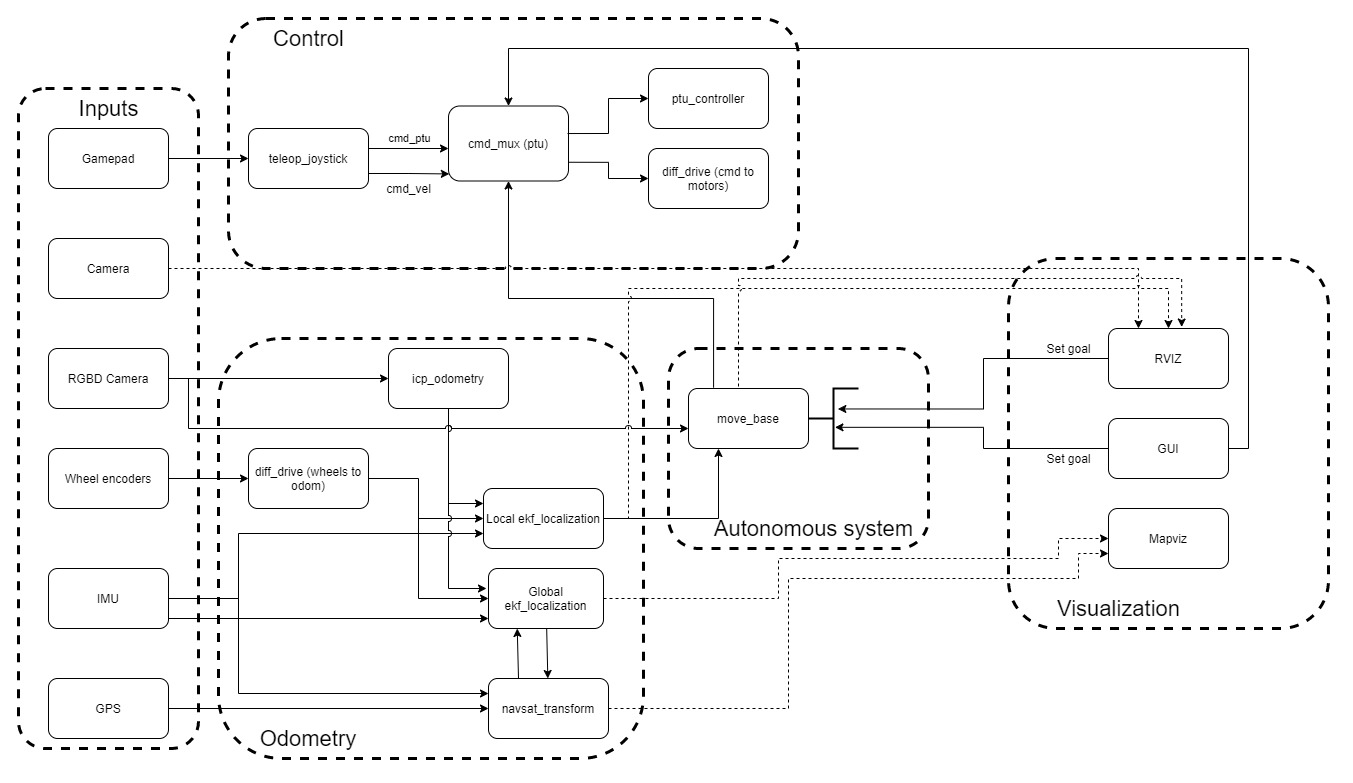 Control
Inputs
Gamepad
teleop_joystick
cmd_ptu
cmd_vel
cmd_mux (ptu)
ptu_controller
diff_drive (cmd to
motors)
Camera
RGBD Camera
icp_odometry
Wheel encoders
diff_drive (wheels to
odom)
Local ekf_localization
IMU
Global
ekf_localization
GPS
navsat_transform
Odometry
move_base
Autonomous system
Set goal
RVIZ
GUI
Set goal
Mapviz
Visualization